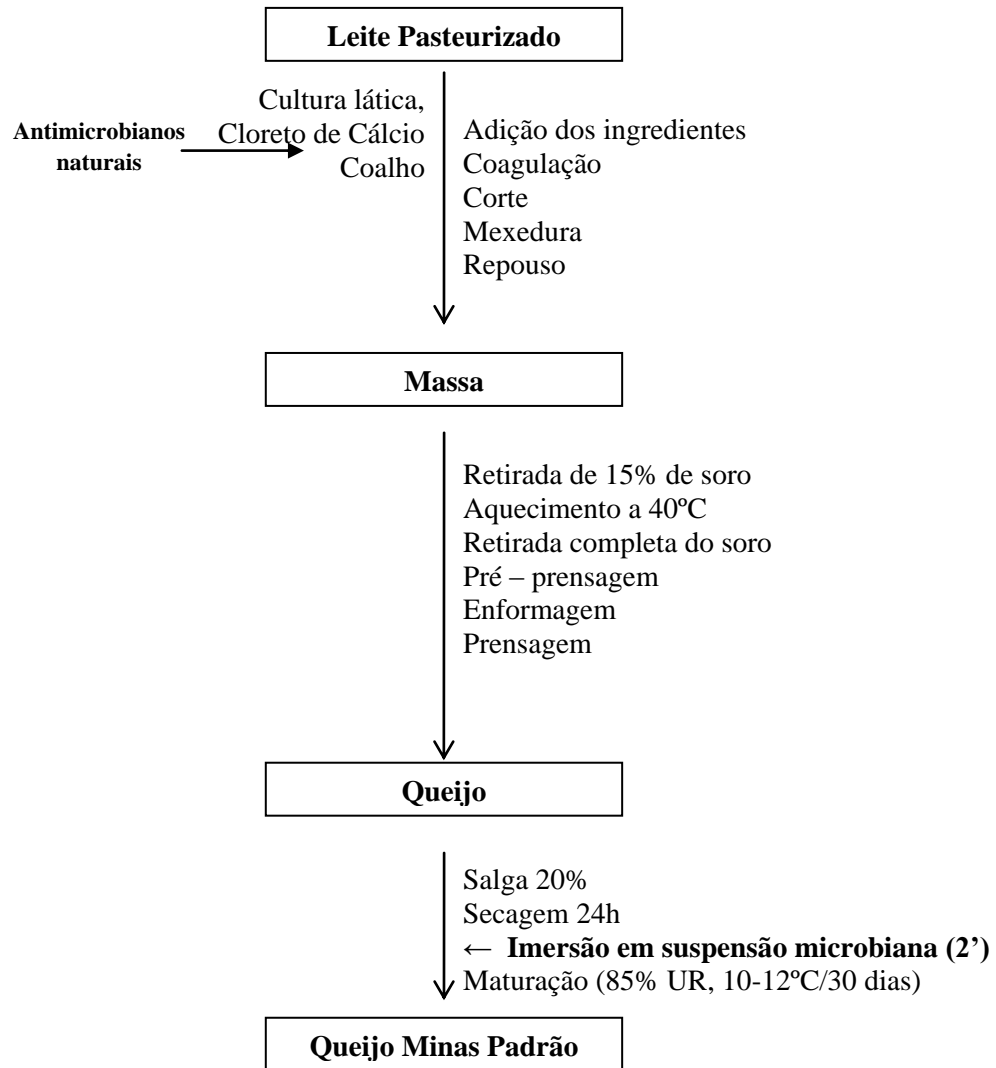 Leite Pasteurizado
Cultura lática,
Cloreto de Cálcio
Coalho
Antimicrobianos
naturais
Adição dos ingredientes
Coagulação
Corte
Mexedura
Repouso
Massa
Retirada de 15% de soro
Aquecimento a 40ºC
Retirada completa do soro
Pré – prensagem
Enformagem
Prensagem
Queijo
Salga 20%
Secagem 24h
← Imersão em suspensão microbiana (2’)
Maturação (85% UR, 10-12ºC/30 dias)
Queijo Minas Padrão